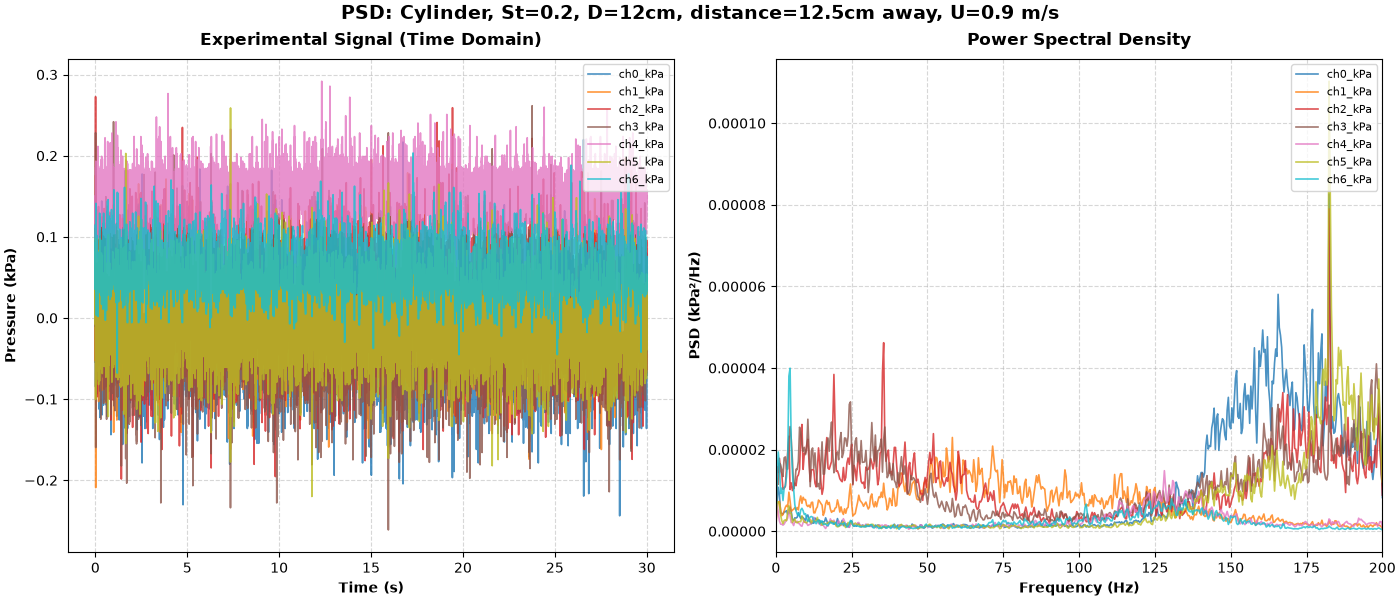 PSD: Cylinder, St=0.2, D=12cm, distance=12.5cm away, U=0.9 m/s
Experimental Signal (Time Domain)
Pressure (kPa)
0.3
0.2
0.1
0.0
−0.1
−0.2
0
5
10
15
20
25
30
Time (s)
ch0_kPa
ch1_kPa
ch2_kPa
ch3_kPa
ch4_kPa
ch5_kPa
ch6_kPa
Power Spectral Density
PSD (kPa²/Hz)
0.00010
0.00008
0.00006
0.00004
0.00002
0.00000
0
25
50
75
100
125
150
175
200
Frequency (Hz)
ch0_kPa
ch1_kPa
ch2_kPa
ch3_kPa
ch4_kPa
ch5_kPa
ch6_kPa